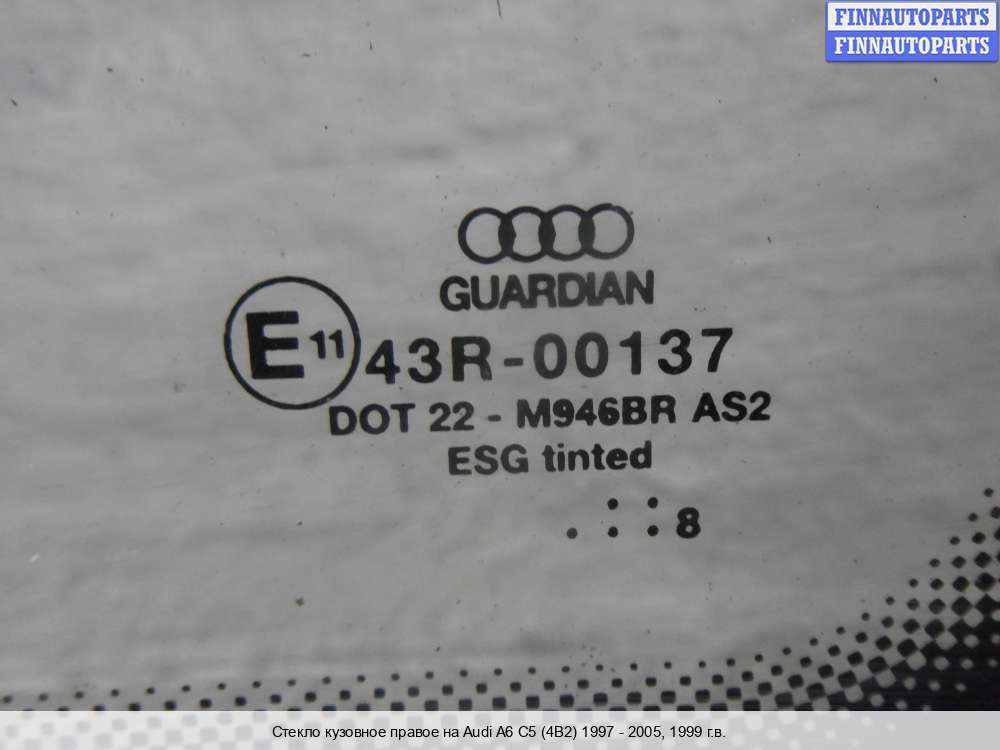 FINNAUTOPARTS
FINNAUTOPARTS
GUARDIAN
E 11 43R-00137
DOT 22 - M946BR AS2
ESG tinted
. : : 8
Стекло кузовное правое на Audi A6 C5 (4B2) 1997 - 2005, 1999 г.в.